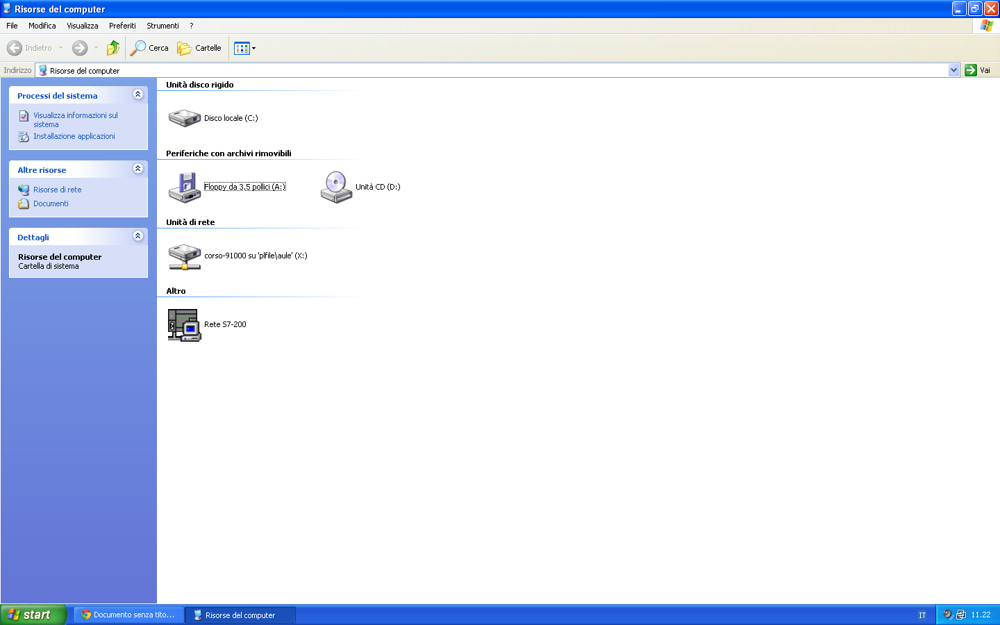 Risorse del computer
File Modifica Visualizza Preferiti Strumenti ?
Indietro Cerca Cartelle
Indirizzo Risorse del computer Vai
Processi del sistema
Visualizza informazioni sul
sistema
Installazione applicazioni
Altre risorse
Risorse di rete
Documenti
Dettagli
Risorse del computer
Cartella di sistema
Unità disco rigido
Disco locale (C:)
Periferiche con archivi rimovibili
Floppy da 3,5 pollici (A:) Unità CD (D:)
Unità di rete
corso-91000 su 'plfile\aule' (X:)
Altro
Rete S7-200
start Documento senza tito... Risorse del computer IT 11.22